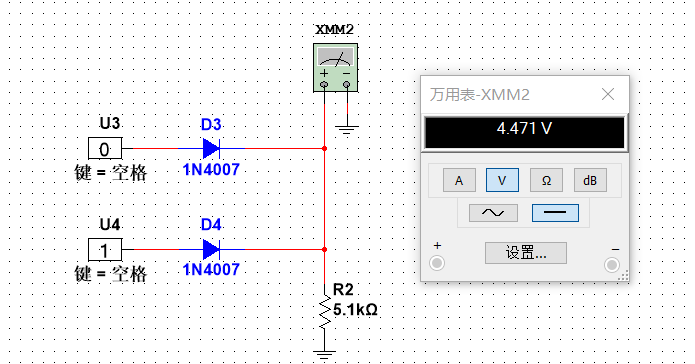 XMM2
+ −
U3
0
键 = 空格
D3
1N4007
U4
1
键 = 空格
D4
1N4007
R2
5.1kΩ
万用表-XMM2
4.471 V
A V Ω dB
+ 设置... −